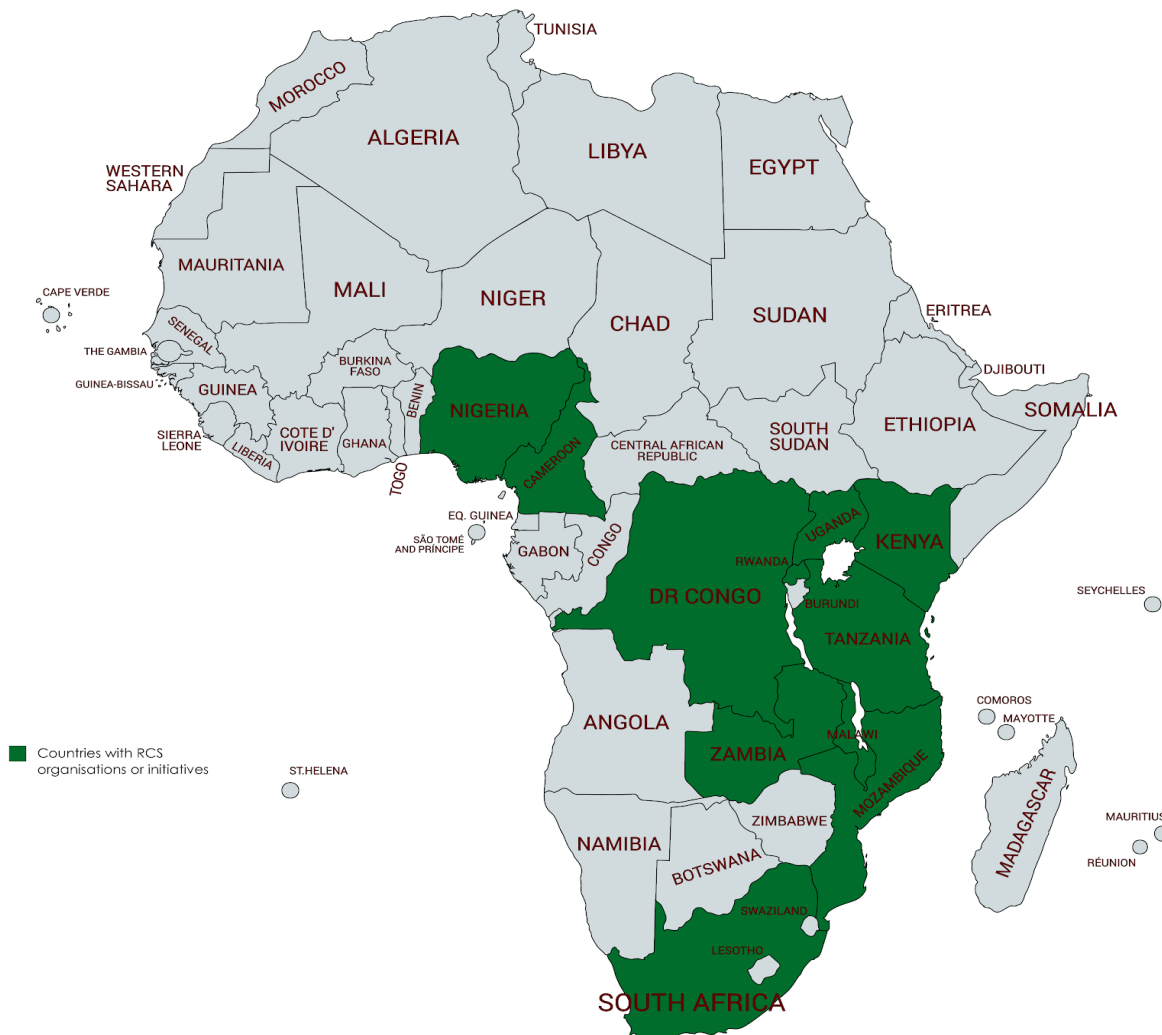 TUNISIA
MOROCCO
ALGERIA
LIBYA
EGYPT
WESTERN
SAHARA
MAURITANIA
MALI
NIGER
CHAD
SUDAN
ERITREA
CAPE VERDE
SENEGAL
THE GAMBIA
GUINEA-BISSAU
GUINEA
BURKINA
FASO
BENIN
NIGERIA
DJIBOUTI
SOMALIA
ETHIOPIA
SOUTH
SUDAN
SIERRA
LEONE
LIBERIA
COTE D'
IVOIRE
GHANA
TOGO
CAMEROON
CENTRAL AFRICAN
REPUBLIC
EQ. GUINEA
SÃO TOMÉ
AND PRÍNCIPE
GABON
CONGO
UGANDA
KENYA
RWANDA
DR CONGO
BURUNDI
TANZANIA
SEYCHELLES
COMOROS
MAYOTTE
ANGOLA
ZAMBIA
MALAWI
MOZAMBIQUE
Countries with RCS
organisations or initiatives
ST.HELENA
MADAGASCAR
MAURITIUS
RÉUNION
ZIMBABWE
NAMIBIA
BOTSWANA
SWAZILAND
LESOTHO
SOUTH AFRICA